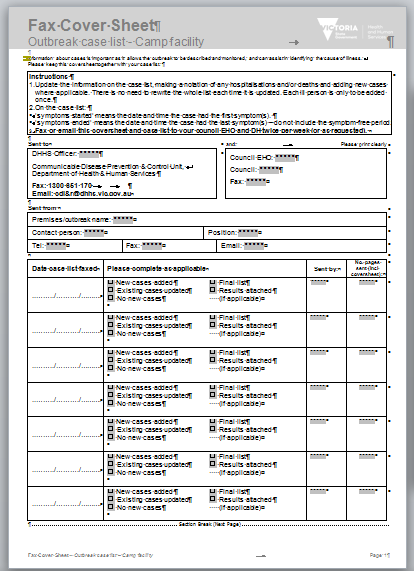 Fax Cover Sheet
Outbreak case list – Camp facility
VICTORIA
State Government
Health and Human Services
Information about cases is important as it allows the outbreak to be described and monitored, and can assist in identifying the cause of illness.
Please keep this cover sheet together with your case list.
Instructions
1. Update the information on the case list, making a notation of any hospitalisations and/or deaths and adding new cases
where applicable. There is no need to rewrite the whole list each time it is updated. Each ill person is only to be added
once.
2. On the case list:
'symptoms started' means the date and time the case had the first symptom(s).
'symptoms ended' means the date and time the case had the last symptom(s) – do not include the symptom-free period
3. Fax or email this cover sheet and case list to your council EHO and DH twice per week (or as requested).
Sent to
and:
Please print clearly
DHHS Officer:
Communicable Disease Prevention & Control Unit,
Department of Health & Human Services
Fax: 1300 651 170
Email:
Council EHO:
Council:
Fax:
Sent from
Premises/outbreak name:
Contact person:
Position:
Tel:
Fax:
Email:
Date case list faxed
Please complete as applicable
Sent by:
No. pages sent (incl. coversheet):
......./......./.......
New cases added
Existing cases updated
No new cases
Final list
Results attached
(if applicable)
......./......./.......
New cases added
Existing cases updated
No new cases
Final list
Results attached
(if applicable)
......./......./.......
New cases added
Existing cases updated
No new cases
Final list
Results attached
(if applicable)
......./......./.......
New cases added
Existing cases updated
No new cases
Final list
Results attached
(if applicable)
......./......./.......
New cases added
Existing cases updated
No new cases
Final list
Results attached
(if applicable)
......./......./.......
New cases added
Existing cases updated
No new cases
Final list
Results attached
(if applicable)
......./......./.......
New cases added
Existing cases updated
No new cases
Final list
Results attached
(if applicable)
Section Break (Next Page)
Fax Cover Sheet – Outbreak case list – Camp facility
Page 1